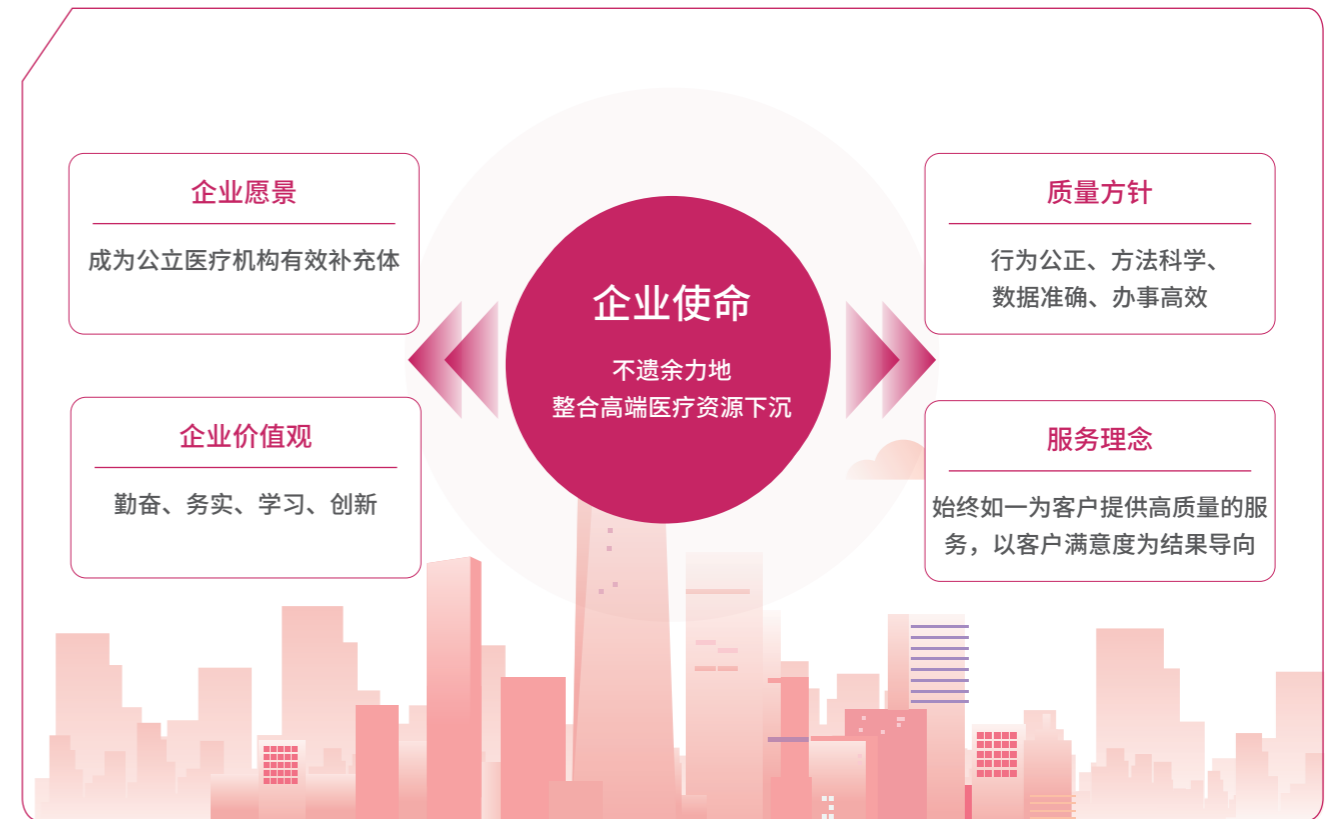 企业愿景
成为公立医疗机构有效补充体
企业价值观
勤奋、务实、学习、创新
企业使命
不遗余力地
整合高端医疗资源下沉
质量方针
行为公正、方法科学、
数据准确、办事高效
服务理念
始终如一为客户提供高质量的服
务，以客户满意度为结果导向